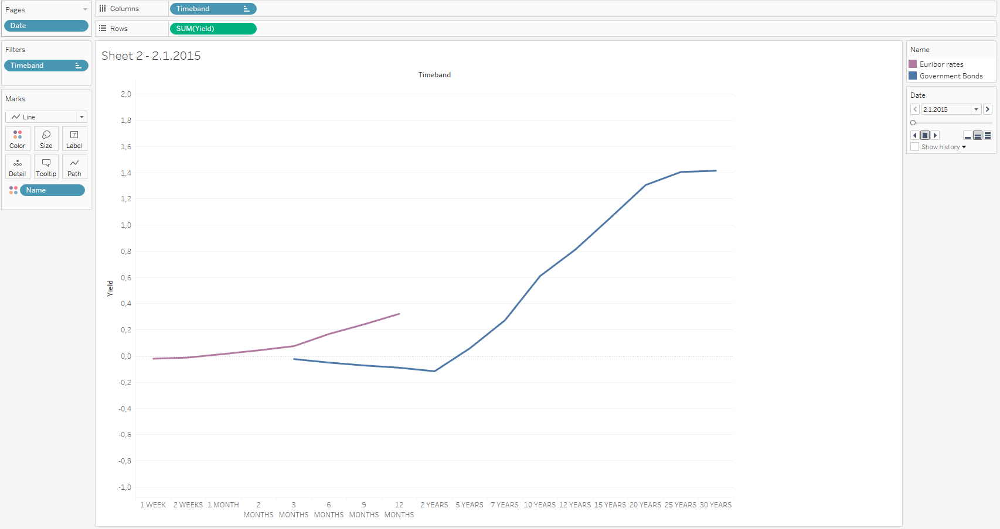 Pages
Date
Filters
Timeband
Marks
Line
Color
Size
Label
Detail
Tooltip
Path
Name
Columns
Timeband
Rows
SUM(Yield)
Sheet 2 - 2.1.2015
Timeband
Yield
2,0
1,8
1,6
1,4
1,2
1,0
0,8
0,6
0,4
0,2
0,0
-0,2
-0,4
-0,6
-0,8
-1,0
1 WEEK
2 WEEKS
1 MONTH
2
MONTHS
3
MONTHS
6
MONTHS
9
MONTHS
12
MONTHS
2 YEARS
5 YEARS
7 YEARS
10 YEARS
12 YEARS
15 YEARS
20 YEARS
25 YEARS
30 YEARS
Name
Euribor rates
Government Bonds
Date
2.1.2015
Show history